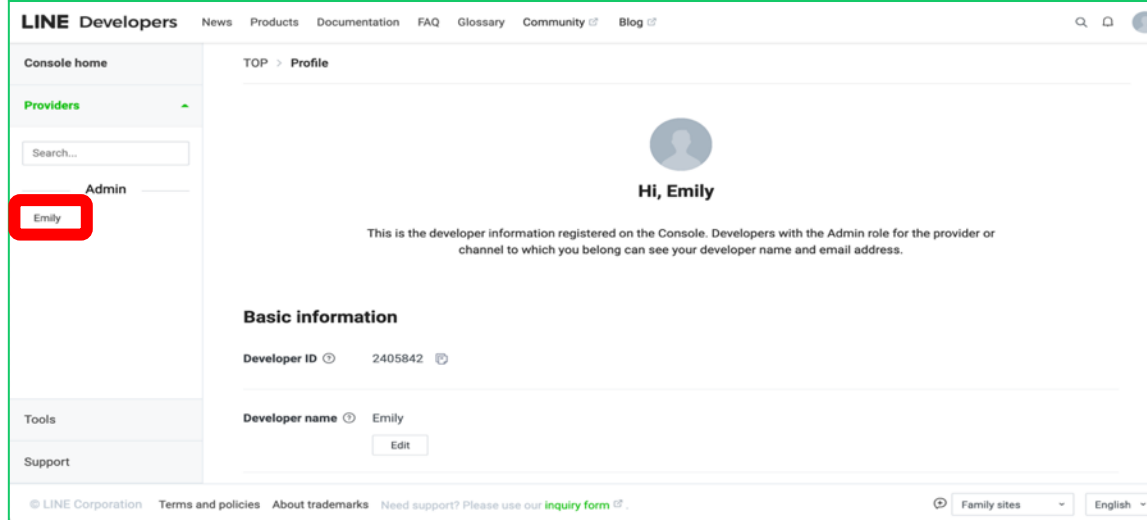 LINE Developers News Products Documentation FAQ Glossary Community Blog
Console home
TOP > Profile
Providers
Search...
Admin
Emily
Hi, Emily
This is the developer information registered on the Console. Developers with the Admin role for the provider or
channel to which you belong can see your developer name and email address.
Basic information
Developer ID 2405842
Developer name Emily
Edit
Tools
Support
© LINE Corporation Terms and policies About trademarks Need support? Please use our inquiry form . Family sites English